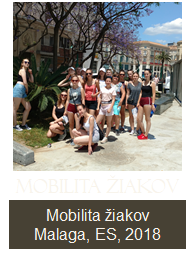 MOBILITA ŽIAKOV
Mobilita žiakov
Malaga, ES, 2018